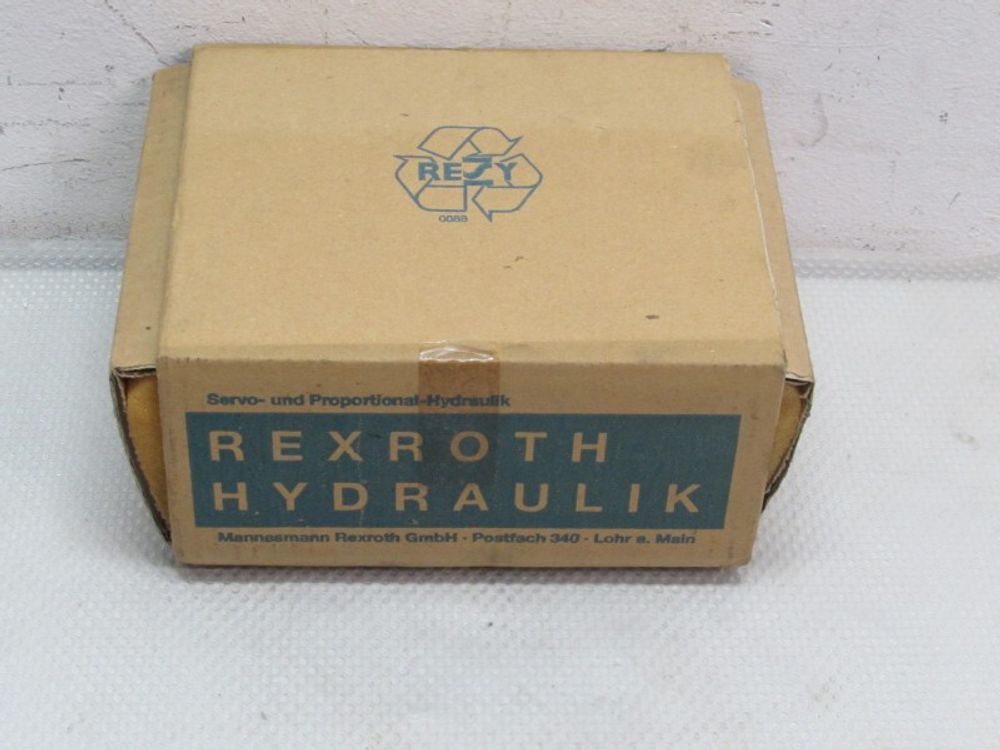 REZY
0088
Servo- und Proportional-Hydraulik
REXROTH
HYDRAULIK
Mannesmann Rexroth GmbH · Postfach 340 · Lohr a. Main